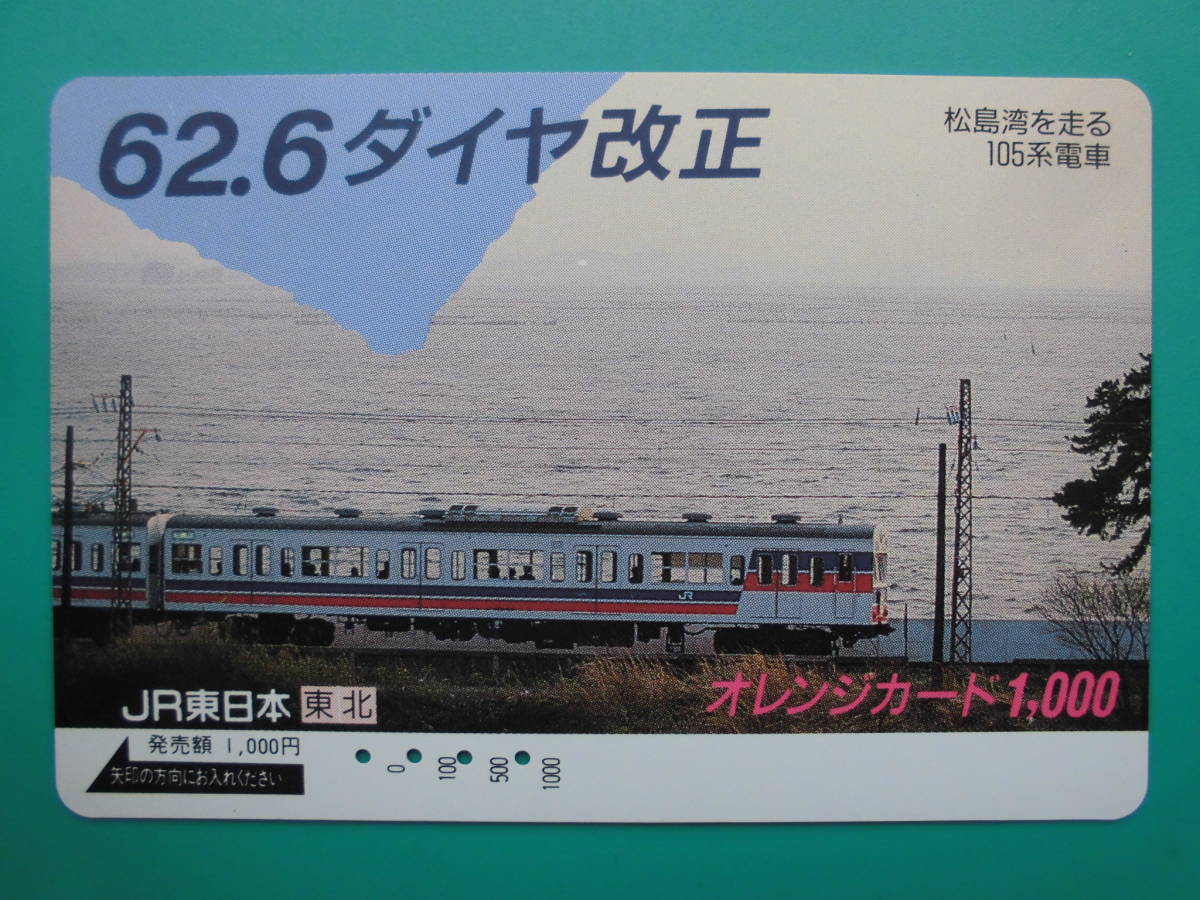 62.6ダイヤ改正
松島湾を走る
105系電車
JR
JR東日本 東北
オレンジカード1,000
発売額 1,000円
矢印の方向にお入れください
0 100 500 1000